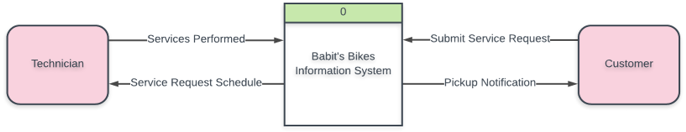 0
Services Performed
Submit Service Request
Technician
Babit's Bikes
Information System
Customer
Service Request Schedule
Pickup Notification